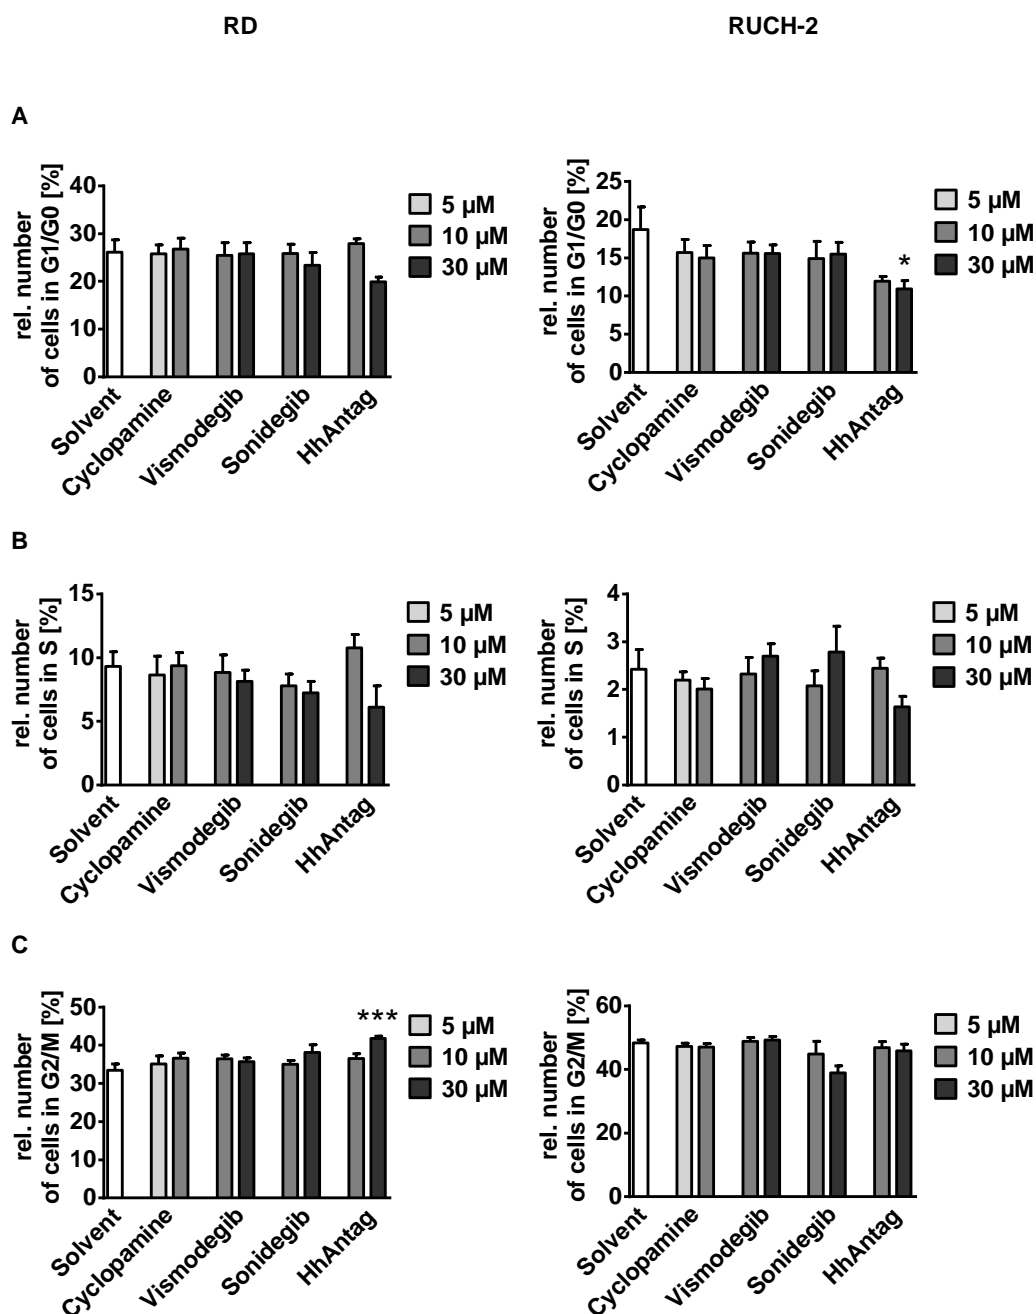 RD
RUCH-2
A
rel. number
of cells in G1/G0 [%]
40
30
20
10
0
5 µM
10 µM
30 µM
Solvent
Cyclopamine
Vismodegib
Sonidegib
HhAntag
rel. number
of cells in G1/G0 [%]
25
20
15
10
5
0
*
5 µM
10 µM
30 µM
Solvent
Cyclopamine
Vismodegib
Sonidegib
HhAntag
B
rel. number
of cells in S [%]
15
10
5
0
5 µM
10 µM
30 µM
Solvent
Cyclopamine
Vismodegib
Sonidegib
HhAntag
rel. number
of cells in S [%]
4
3
2
1
0
5 µM
10 µM
30 µM
Solvent
Cyclopamine
Vismodegib
Sonidegib
HhAntag
C
rel. number
of cells in G2/M [%]
50
40
30
20
10
0
***
5 µM
10 µM
30 µM
Solvent
Cyclopamine
Vismodegib
Sonidegib
HhAntag
rel. number
of cells in G2/M [%]
60
40
20
0
5 µM
10 µM
30 µM
Solvent
Cyclopamine
Vismodegib
Sonidegib
HhAntag